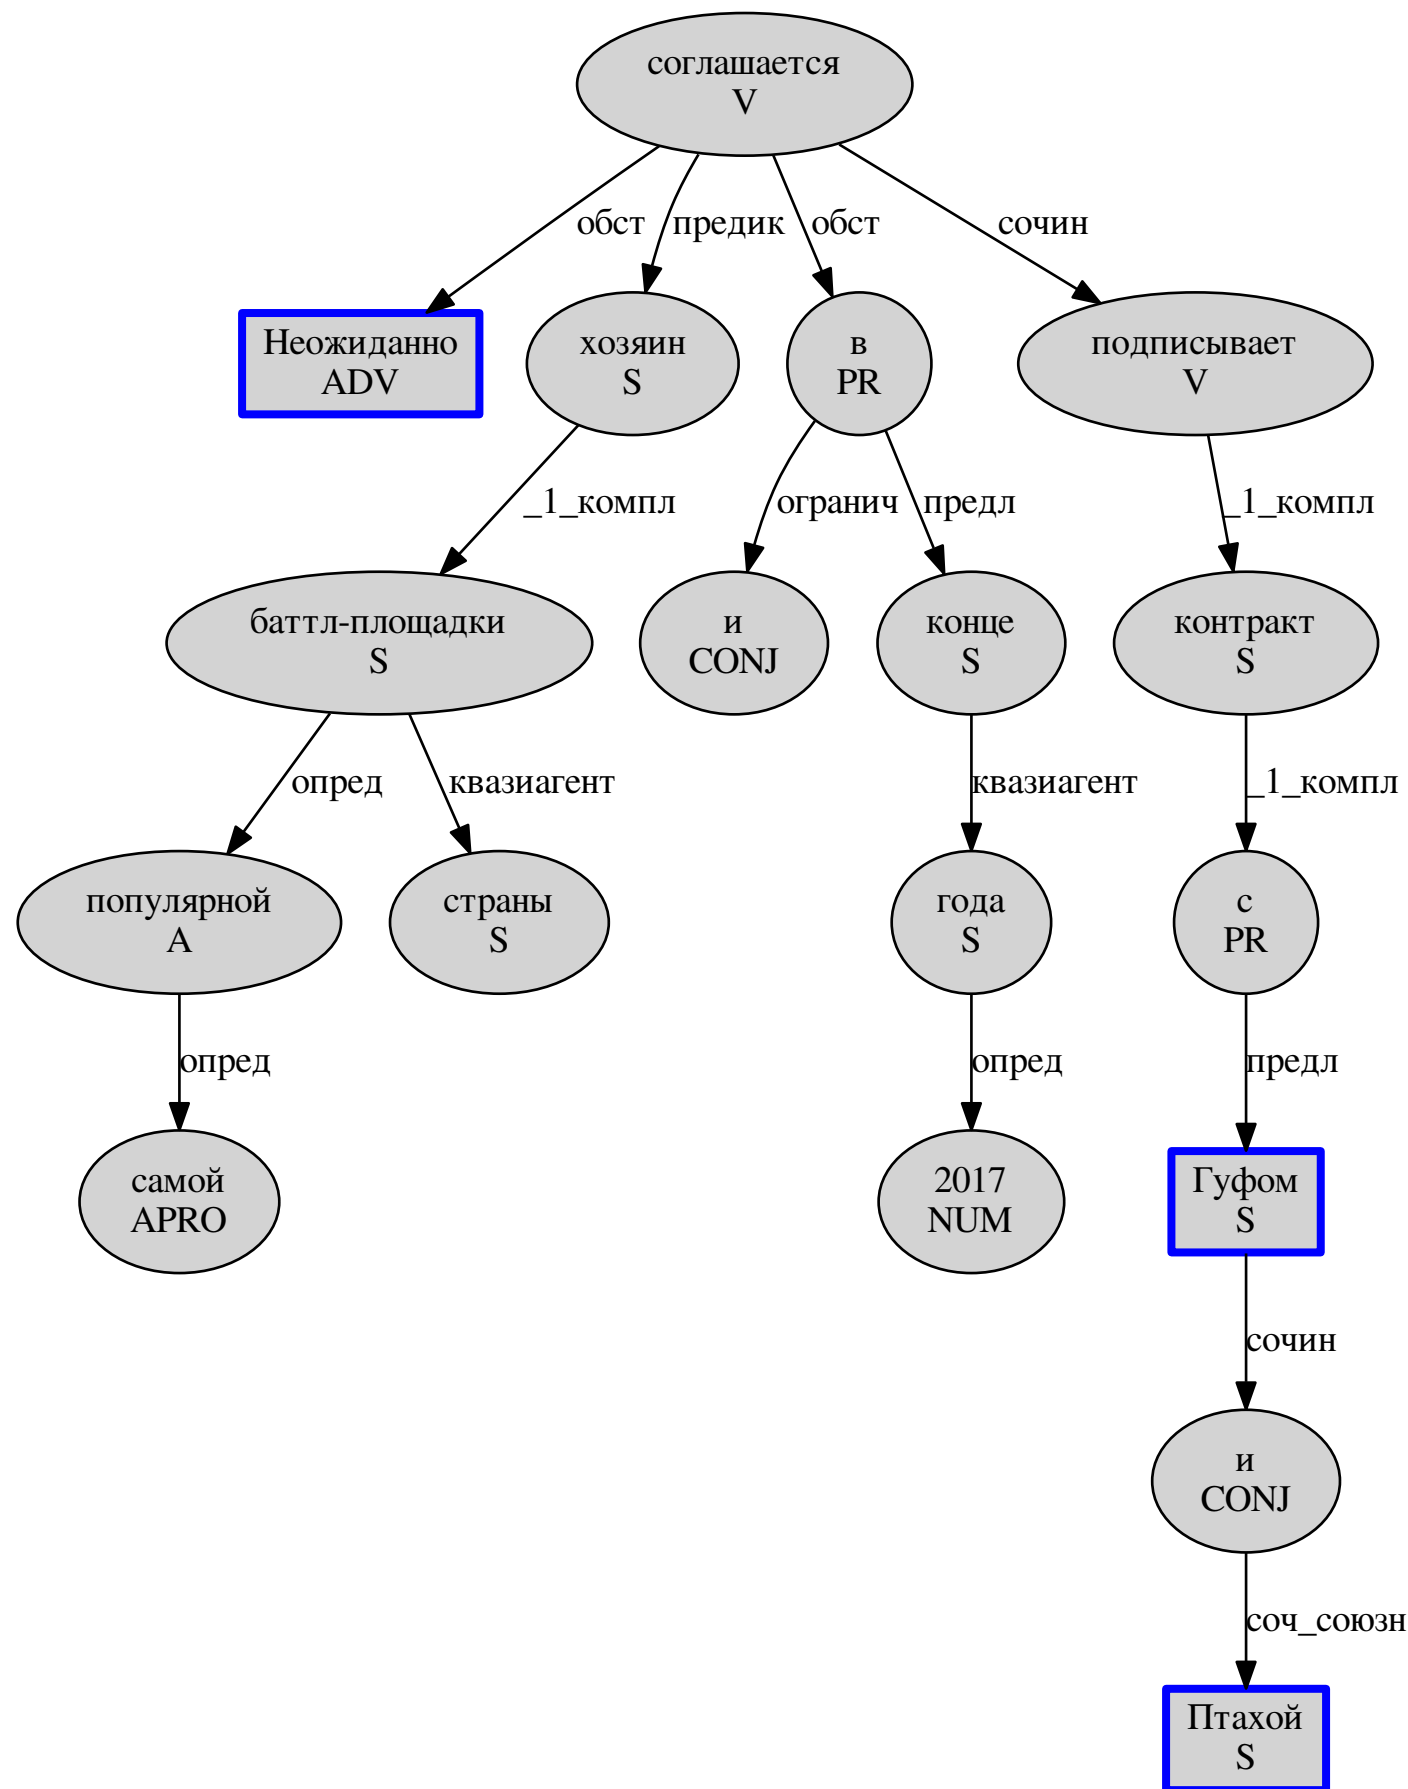 соглашается
V
обст
предик
обст
сочин
Неожиданно
ADV
хозяин
S
в
PR
подписывает
V
_1_компл
огранич
предл
_1_компл
баттл-площадки
S
и
CONJ
конце
S
контракт
S
опред
квазиагент
квазиагент
_1_компл
популярной
A
страны
S
года
S
с
PR
опред
опред
предл
самой
APRO
2017
NUM
Гуфом
S
сочин
и
CONJ
соч_союзн
Птахой
S